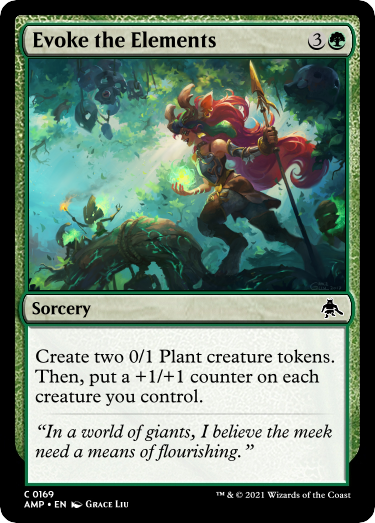 Evoke the Elements 3
Sorcery
Create two 0/1 Plant creature tokens.
Then, put a +1/+1 counter on each
creature you control.
“In a world of giants, I believe the meek
need a means of flourishing.”
C 0169
AMP • EN Grace Liu
™ & © 2021 Wizards of the Coast